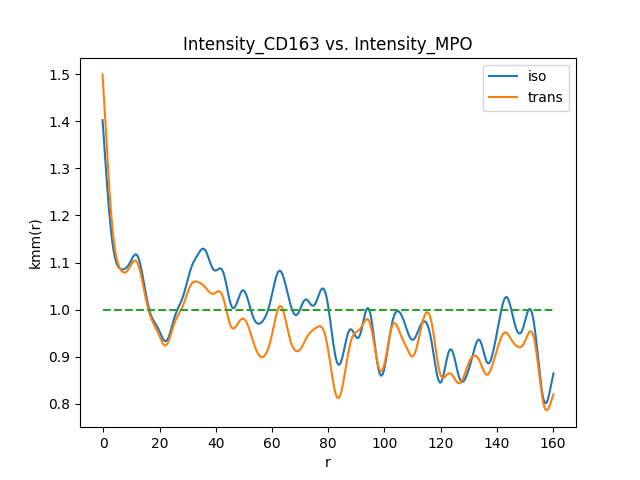 Intensity_CD163 vs. Intensity_MPO
iso
trans
kmm(r)
1.5
1.4
1.3
1.2
1.1
1.0
0.9
0.8
0 20 40 60 80 100 120 140 160
r